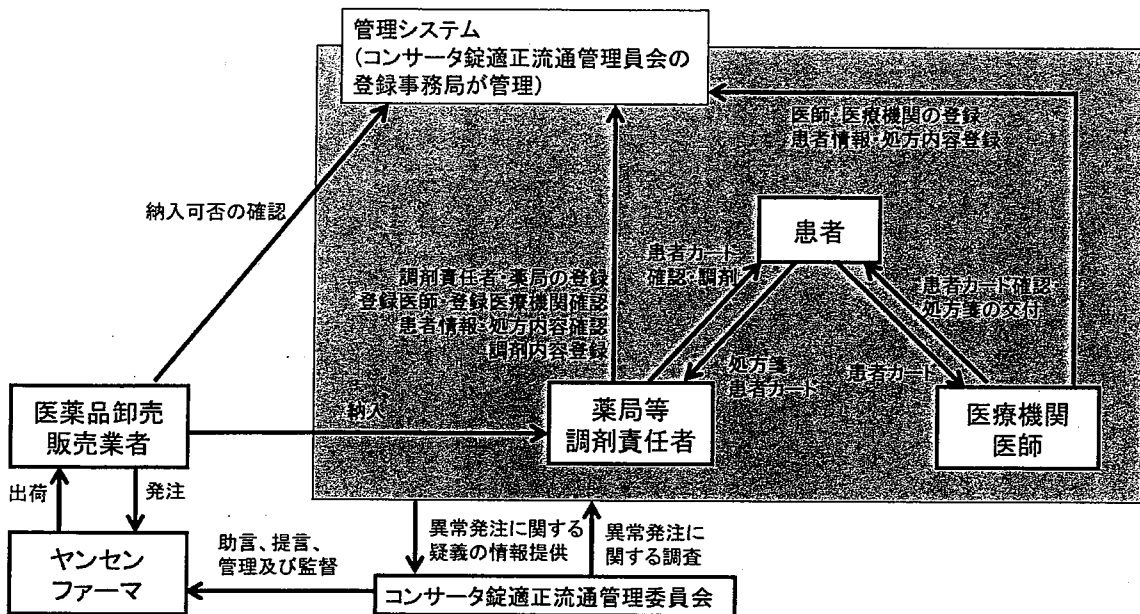 管理システム
(コンサータ錠適正流通管理員会の
登録事務局が管理)
医師・医療機関の登録
患者情報・処方内容登録
納入可否の確認
患者
患者カード
確認・調剤
調剤責任者・薬局の登録
登録医師・登録医療機関確認
患者情報・処方内容確認
調剤内容登録
患者カード確認・
処方箋の交付
処方箋
患者カード
患者カード
医薬品卸売
販売業者
納入
薬局等
調剤責任者
医療機関
医師
出荷
発注
異常発注に関する
疑義の情報提供
異常発注に
関する調査
ヤンセン
ファーマ
助言、提言、
管理及び監督
コンサータ錠適正流通管理委員会